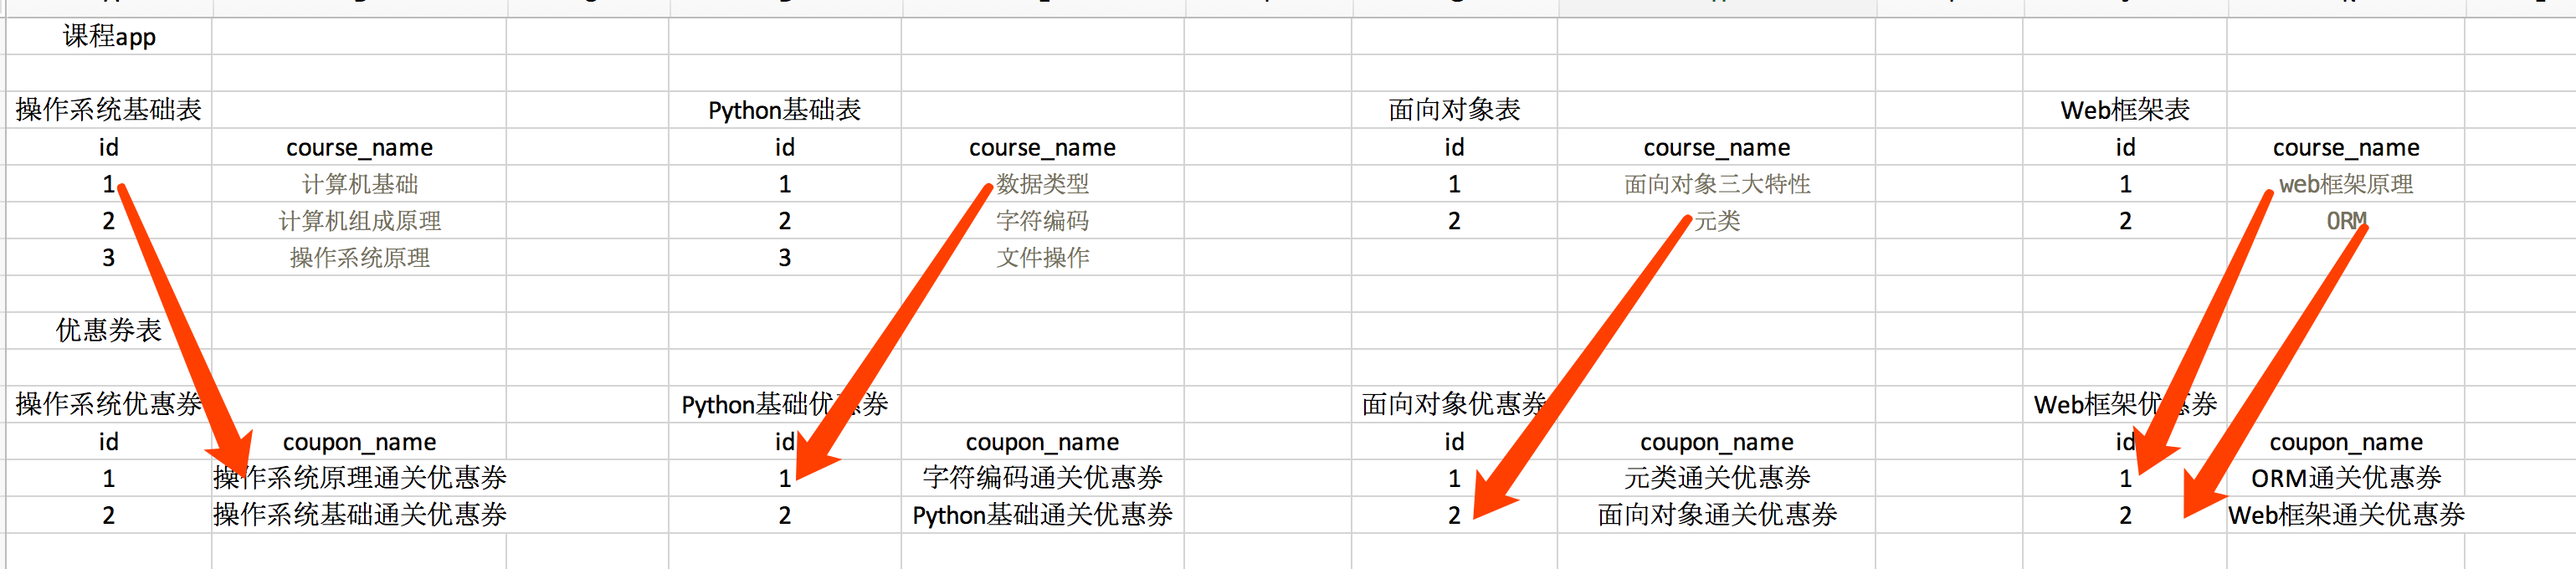 课程app
操作系统基础表 Python基础表 面向对象表 Web框架表
id course_name id course_name id course_name id course_name
1 计算机基础 1 数据类型 1 面向对象三大特性 1 web框架原理
2 计算机组成原理 2 字符编码 2 元类 2 ORM
3 操作系统原理 3 文件操作
优惠券表
操作系统优惠券 Python基础优惠券 面向对象优惠券 Web框架优惠券
id coupon_name id coupon_name id coupon_name id coupon_name
1 操作系统原理通关优惠券 1 字符编码通关优惠券 1 元类通关优惠券 1 ORM通关优惠券
2 操作系统基础通关优惠券 2 Python基础通关优惠券 2 面向对象通关优惠券 2 Web框架通关优惠券